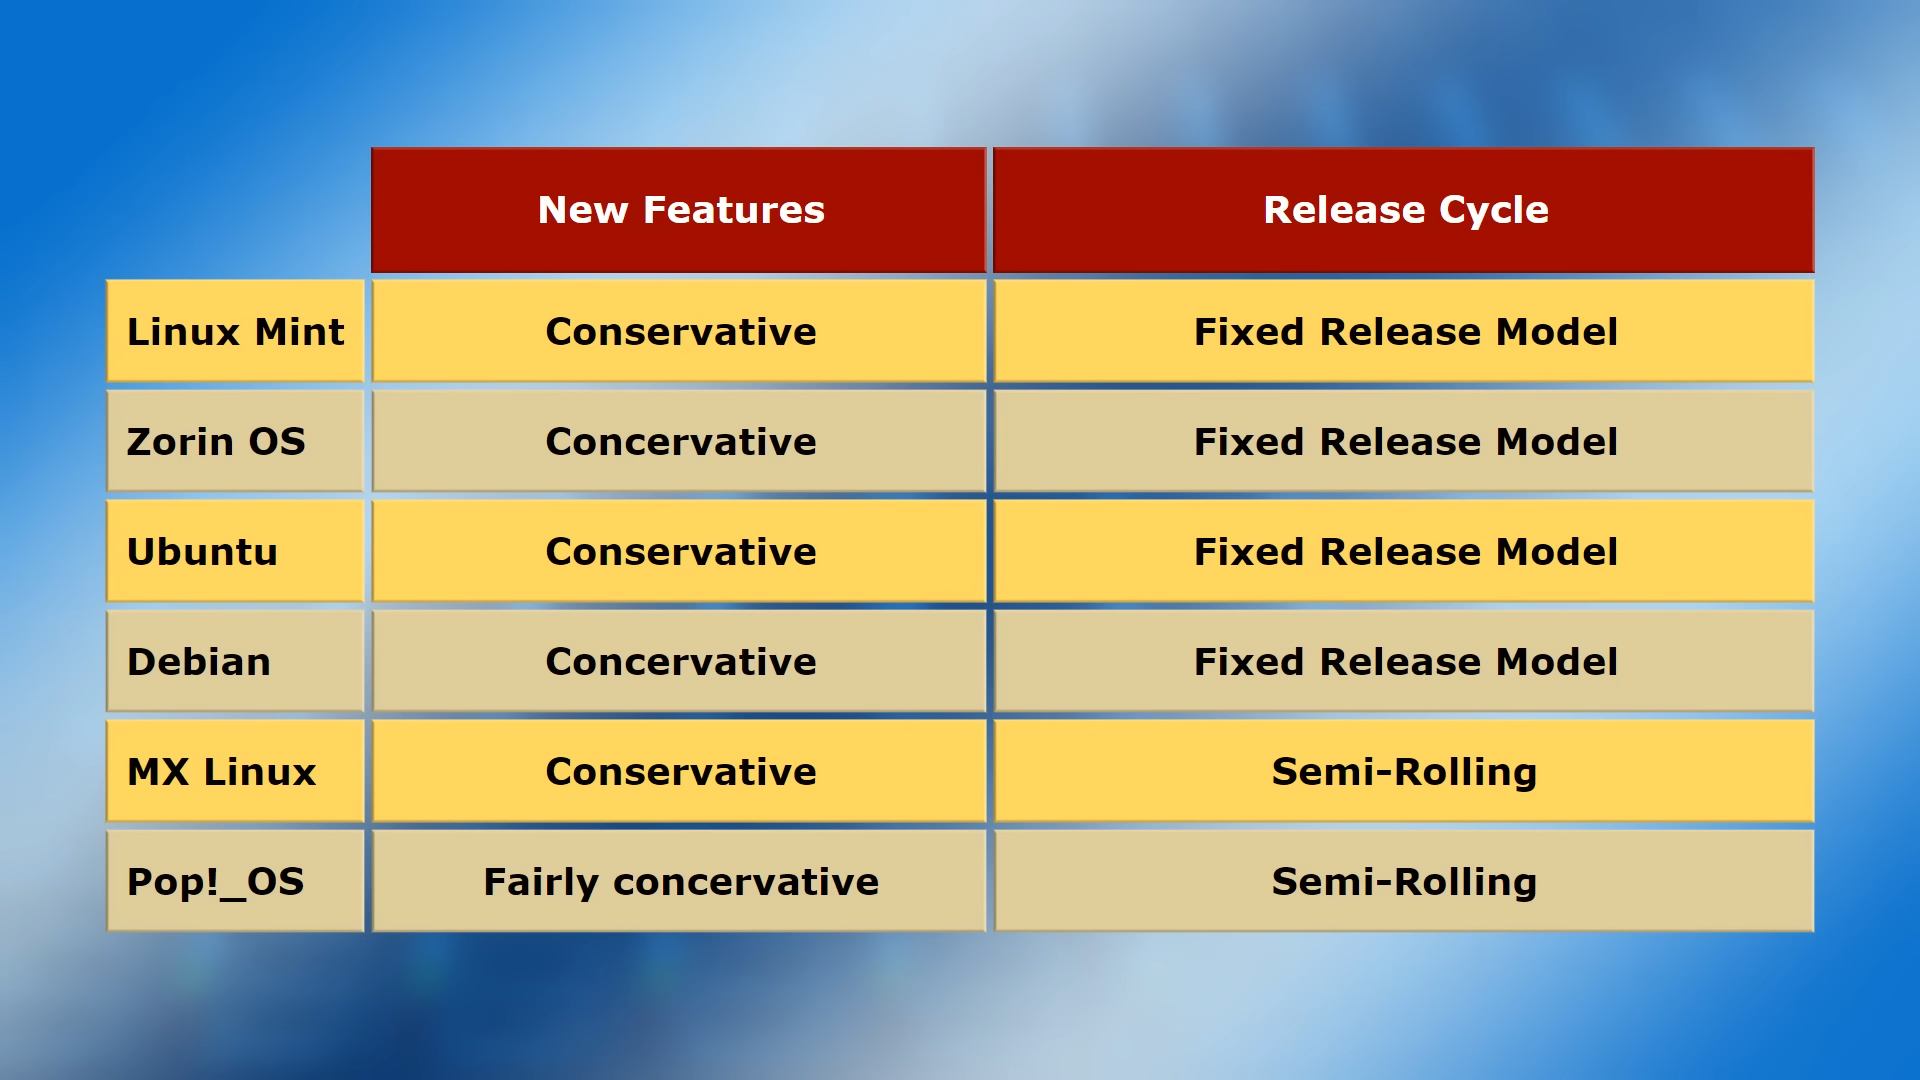 New Features Release Cycle
Linux Mint Conservative Fixed Release Model
Zorin OS Concervative Fixed Release Model
Ubuntu Conservative Fixed Release Model
Debian Concervative Fixed Release Model
MX Linux Conservative Semi-Rolling
Pop!_OS Fairly concervative Semi-Rolling